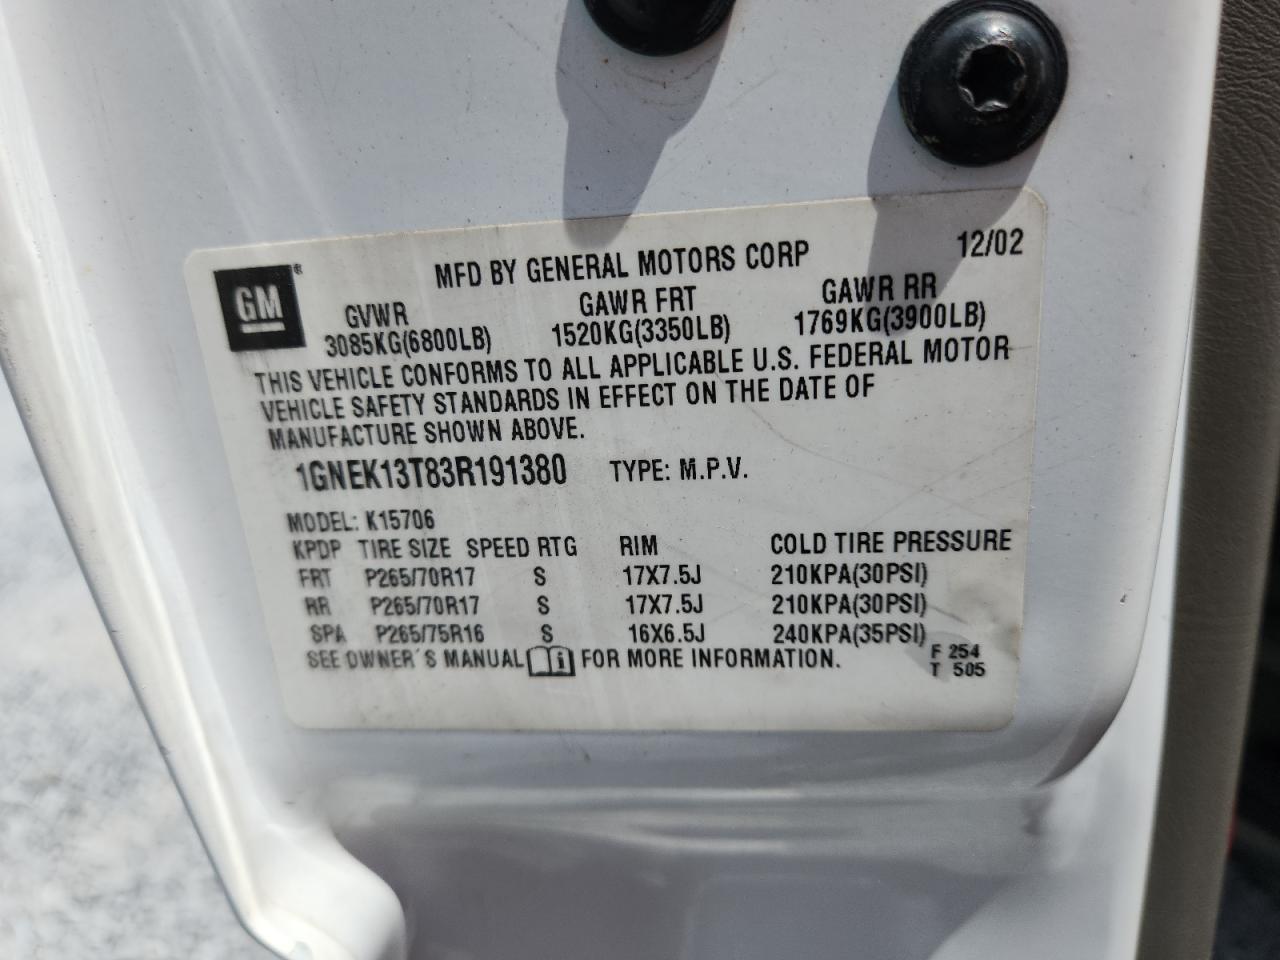 GM®
MFD BY GENERAL MOTORS CORP 12/02
GVWR GAWR FRT GAWR RR
3085KG(6800LB) 1520KG(3350LB) 1769KG(3900LB)
THIS VEHICLE CONFORMS TO ALL APPLICABLE U.S. FEDERAL MOTOR
VEHICLE SAFETY STANDARDS IN EFFECT ON THE DATE OF
MANUFACTURE SHOWN ABOVE.
1GNEK13T83R191380 TYPE: M.P.V.
MODEL: K15706
KPDP TIRE SIZE SPEED RTG RIM COLD TIRE PRESSURE
FRT P265/70R17 S 17X7.5J 210KPA(30PSI)
RR P265/70R17 S 17X7.5J 210KPA(30PSI)
SPA P265/75R16 S 16X6.5J 240KPA(35PSI)
SEE OWNER'S MANUAL i FOR MORE INFORMATION.
F 254
T 505